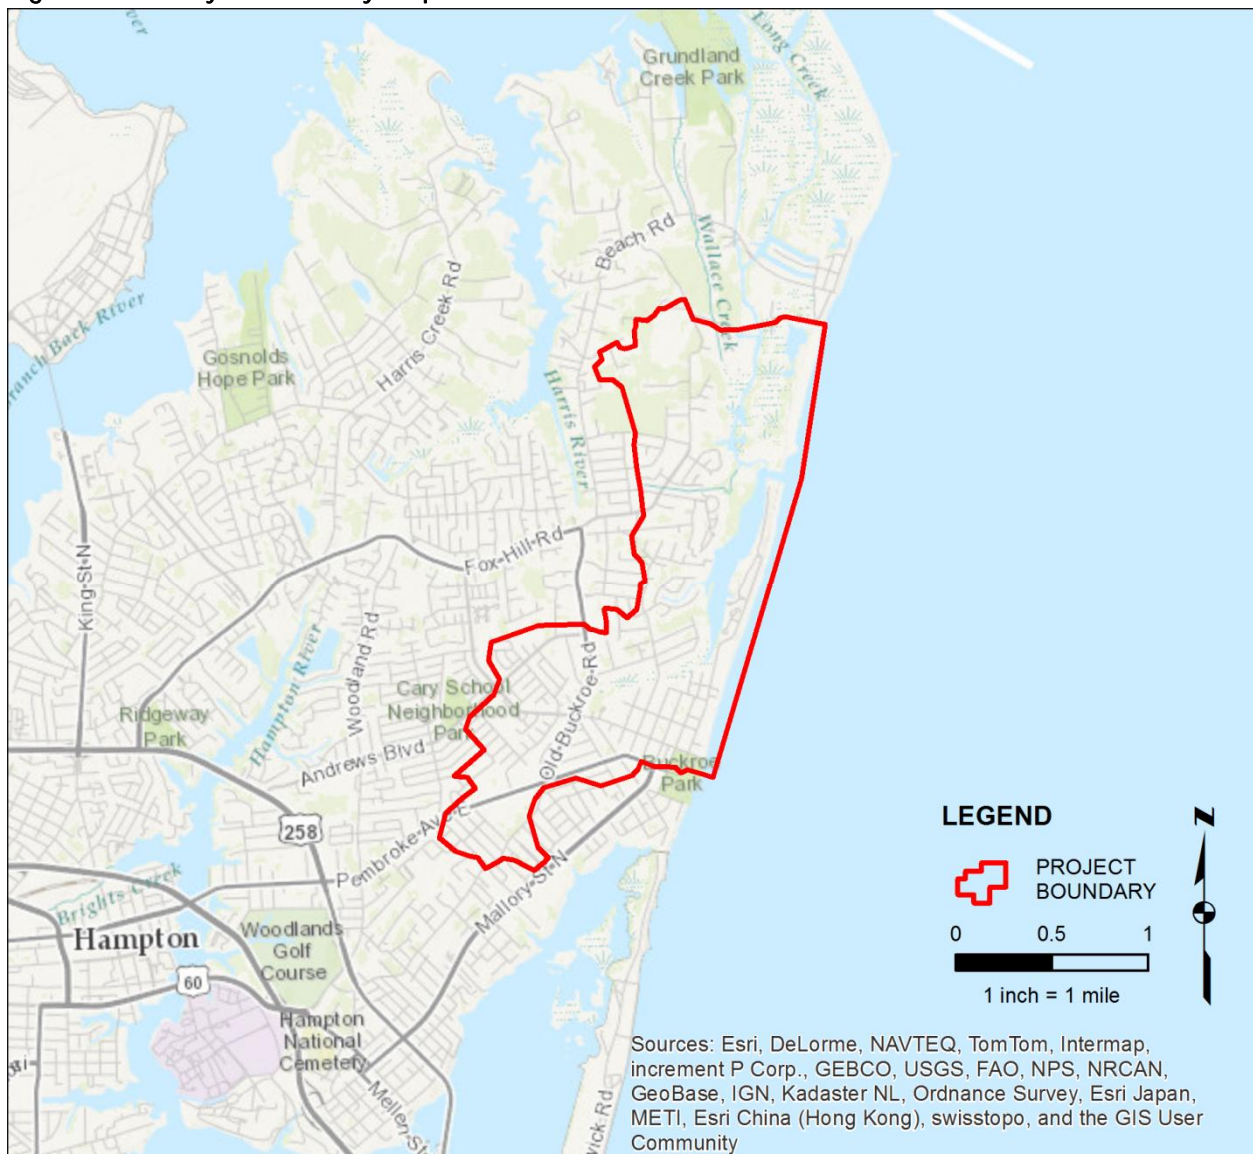 Grundland
Creek Park
Long Creek
Beach Rd
Wallace Creek
Harris Creek Rd
Branch Back River
Gosnolds
Hope Park
Harris River
Fox-Hill-Rd
King-St-N
Hampton River
Woodland Rd
Cary School
Neighborhood
Park
Old-Buckroe-Rd
Ridgeway
Park
Andrews Blvd
Buckroe
Park
258
Pembroke-Ave-E
Mallory-St-N
Brights Creek
Hampton
Woodlands
Golf
Course
60
Hampton
National
Cemetery
Mellen-St
wick Rd
LEGEND
PROJECT
BOUNDARY
0 0.5 1
1 inch = 1 mile
N
Sources: Esri, DeLorme, NAVTEQ, TomTom, Intermap,
increment P Corp., GEBCO, USGS, FAO, NPS, NRCAN,
GeoBase, IGN, Kadaster NL, Ordnance Survey, Esri Japan,
METI, Esri China (Hong Kong), swisstopo, and the GIS User
Community